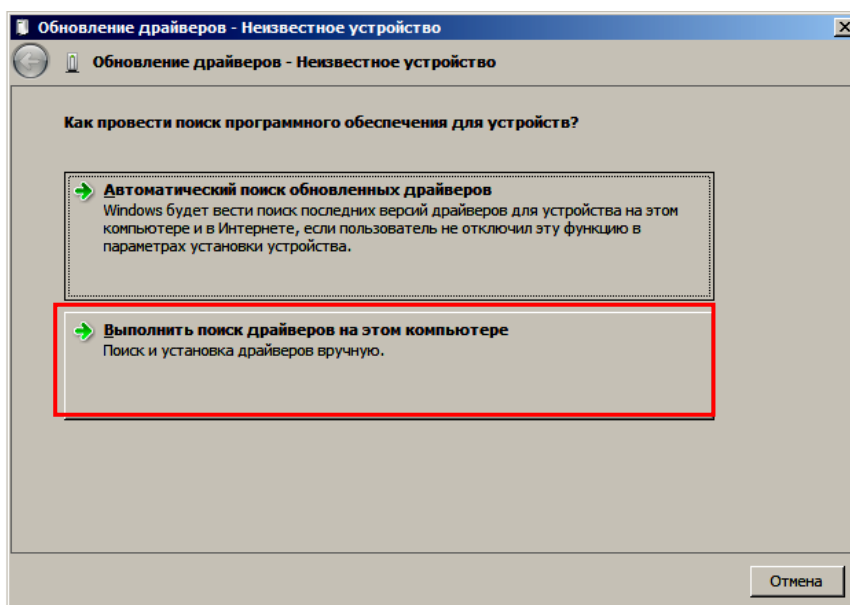 Обновление драйверов - Неизвестное устройство
Обновление драйверов - Неизвестное устройство
Как провести поиск программного обеспечения для устройств?
Автоматический поиск обновленных драйверов
Windows будет вести поиск последних версий драйверов для устройства на этом
компьютере и в Интернете, если пользователь не отключил эту функцию в
параметрах установки устройства.
Выполнить поиск драйверов на этом компьютере
Поиск и установка драйверов вручную.
Отмена